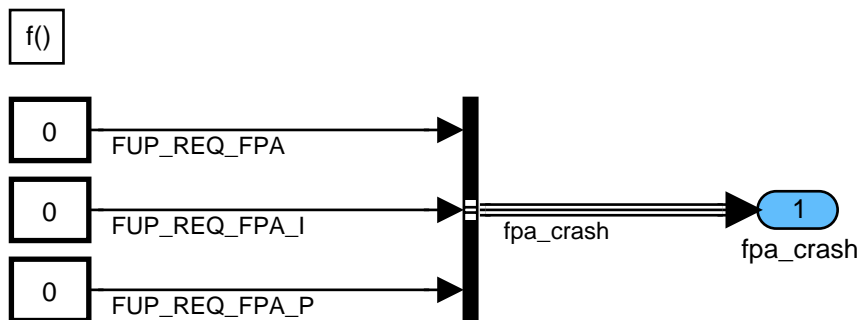 f()
0
FUP_REQ_FPA
0
FUP_REQ_FPA_I
fpa_crash
1
fpa_crash
0
FUP_REQ_FPA_P